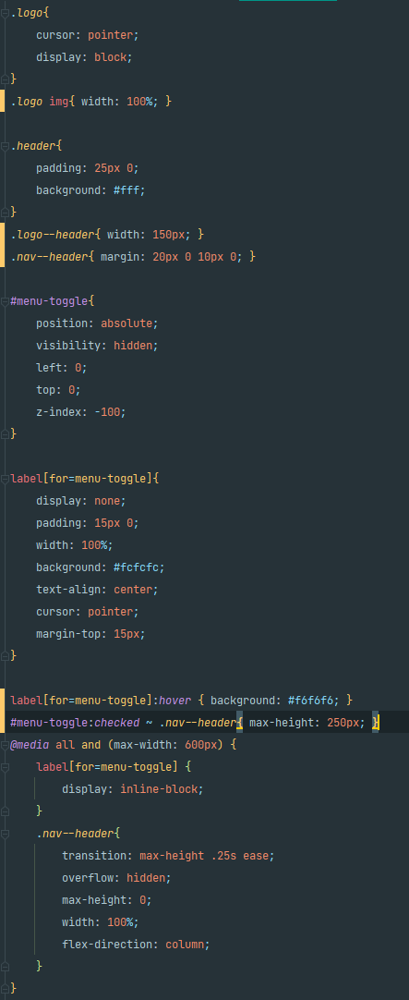 .logo{
cursor: pointer;
display: block;
}
.logo img{ width: 100%; }
.header{
padding: 25px 0;
background: #fff;
}
.logo--header{ width: 150px; }
.nav--header{ margin: 20px 0 10px 0; }
#menu-toggle{
position: absolute;
visibility: hidden;
left: 0;
top: 0;
z-index: -100;
}
label[for=menu-toggle]{
display: none;
padding: 15px 0;
width: 100%;
background: #fcfcfc;
text-align: center;
cursor: pointer;
margin-top: 15px;
}
label[for=menu-toggle]:hover { background: #f6f6f6; }
#menu-toggle:checked ~ .nav--header{ max-height: 250px; }
@media all and (max-width: 600px) {
label[for=menu-toggle] {
display: inline-block;
}
.nav--header{
transition: max-height .25s ease;
overflow: hidden;
max-height: 0;
width: 100%;
flex-direction: column;
}
}